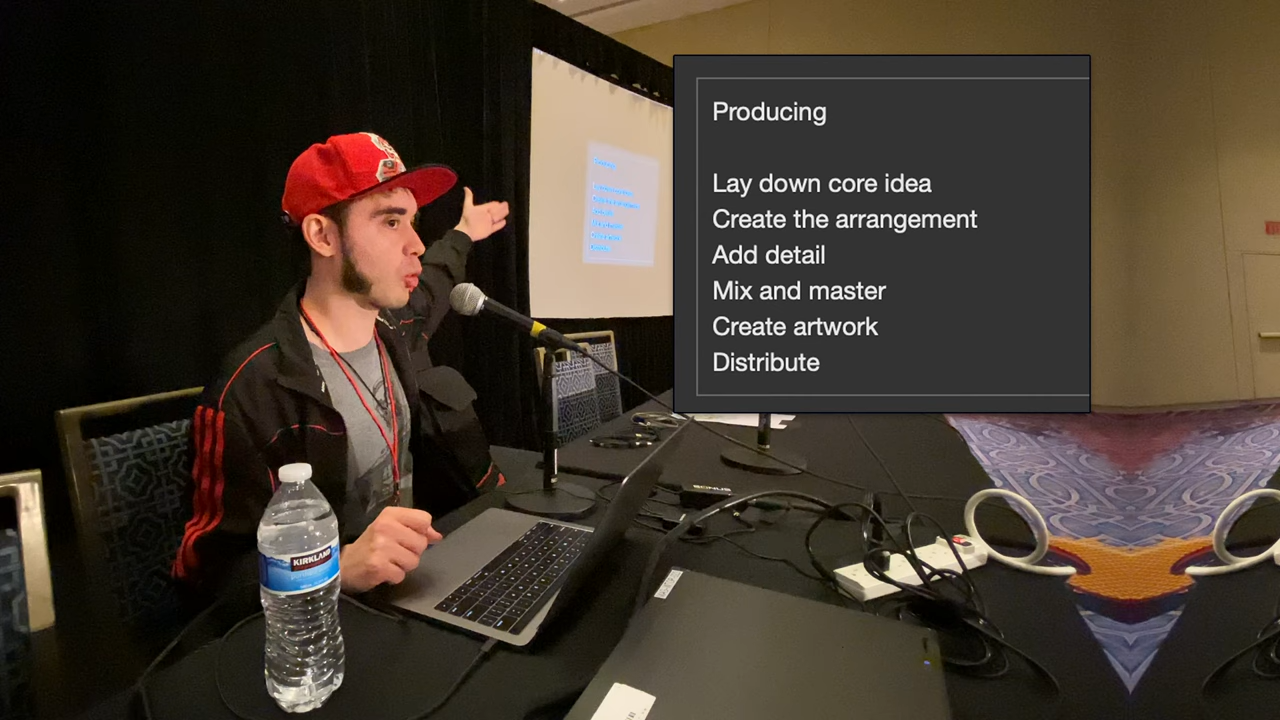 Producing
Lay down core idea
Create the arrangement
Add detail
Mix and master
Create artwork
Distribute
KIRKLAND